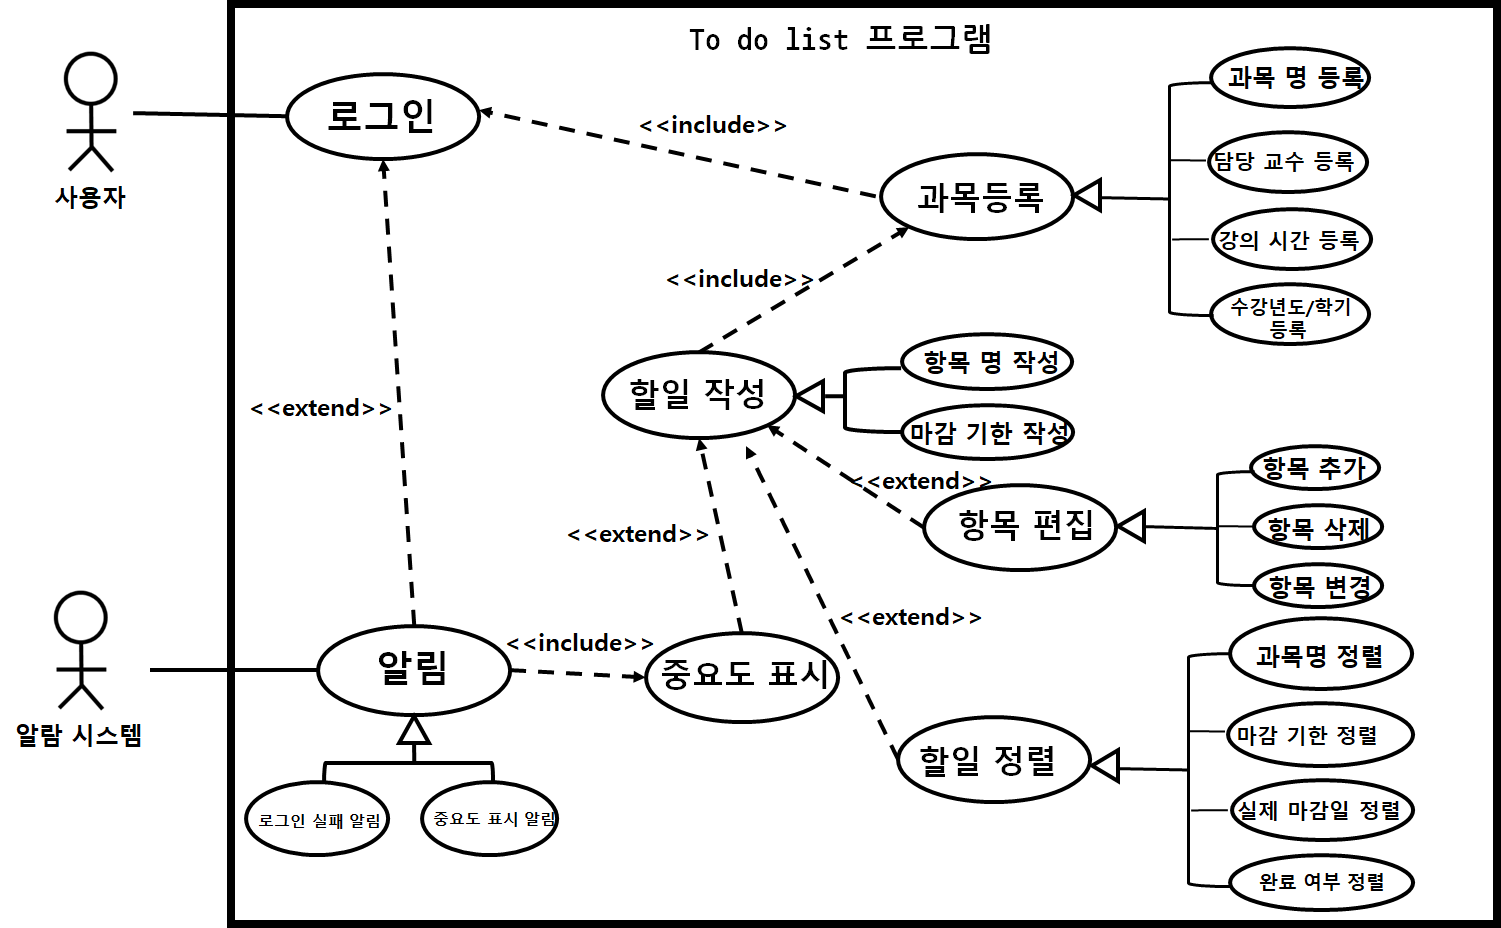 To do list 프로그램
사용자
로그인
<<include>>
과목등록
과목 명 등록
담당 교수 등록
강의 시간 등록
수강년도/학기
등록
<<include>>
할일 작성
항목 명 작성
마감 기한 작성
<<extend>>
<<extend>>
항목 편집
항목 추가
항목 삭제
항목 변경
<<extend>>
<<extend>>
알람 시스템
알림
<<include>>
중요도 표시
할일 정렬
과목명 정렬
마감 기한 정렬
실제 마감일 정렬
완료 여부 정렬
로그인 실패 알림
중요도 표시 알림